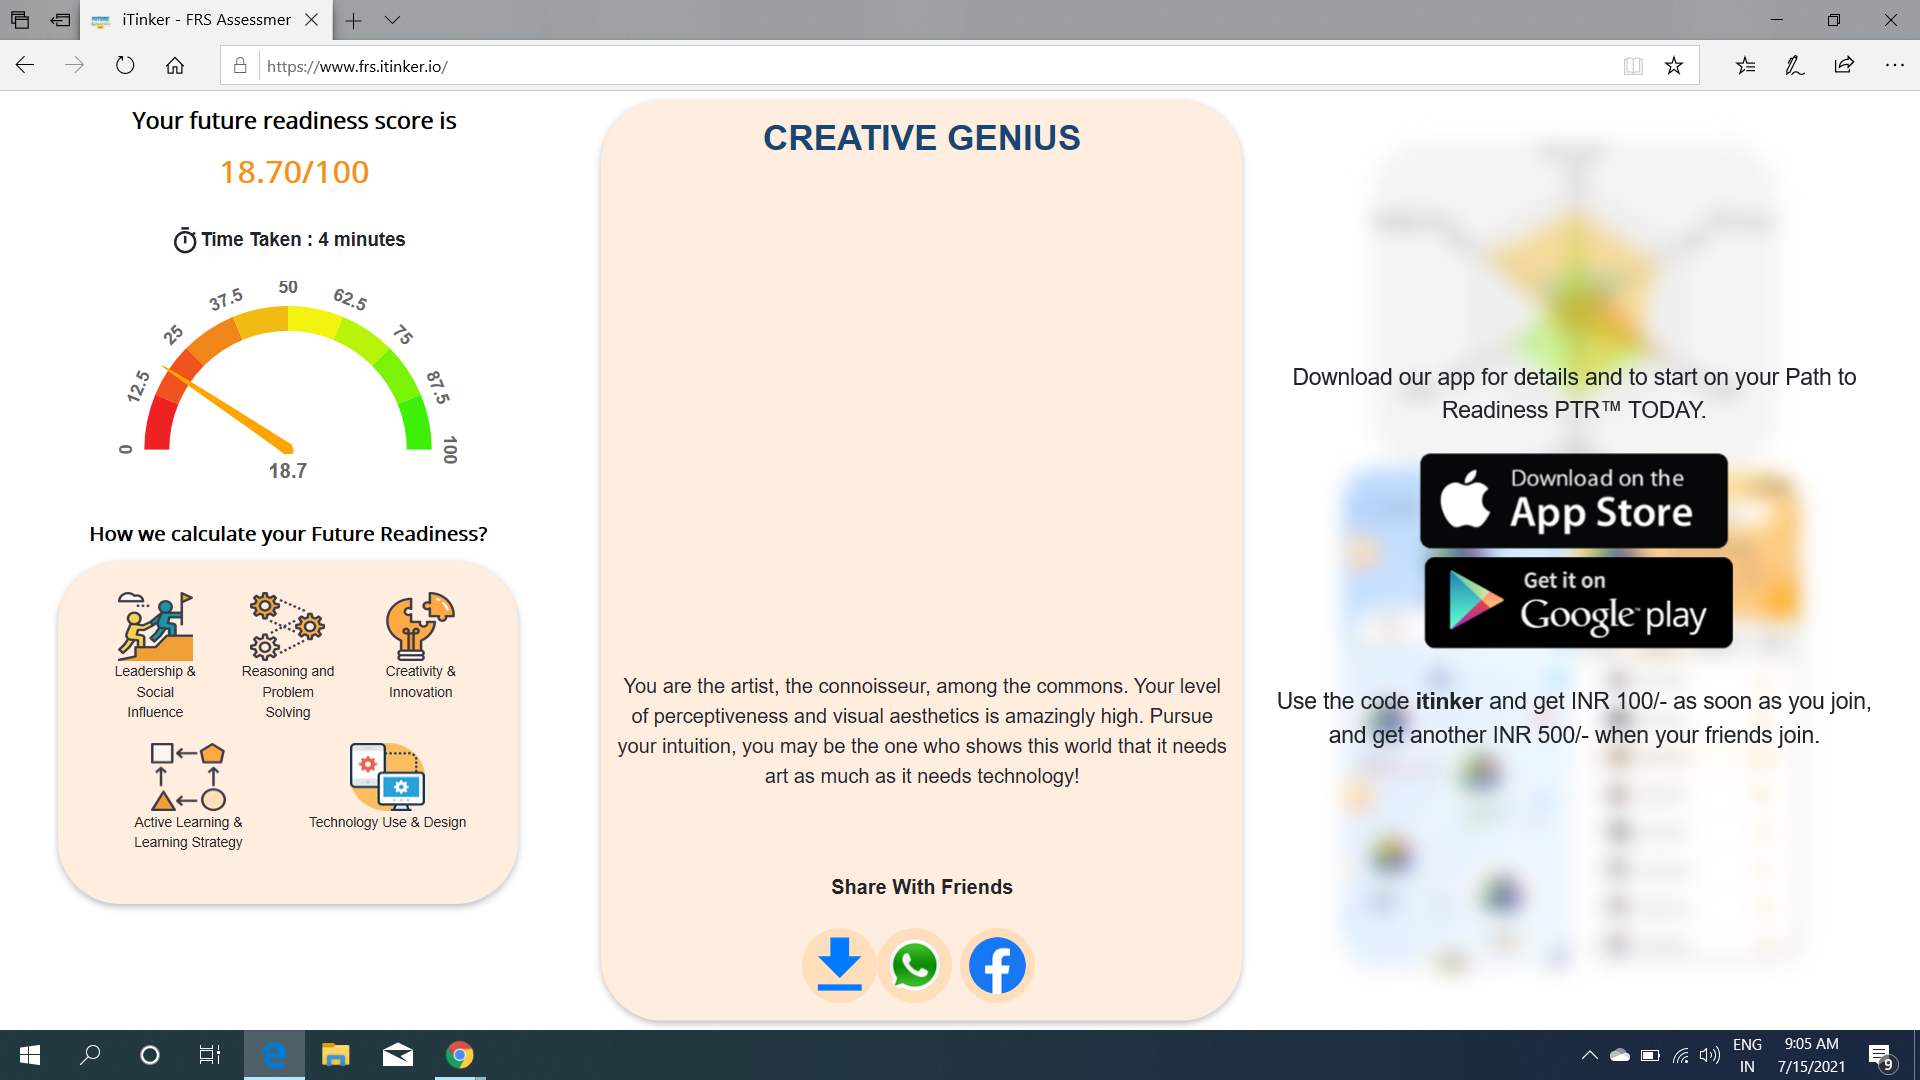 iTinker - FRS Assessmer
https://www.frs.itinker.io/
Your future readiness score is
18.70/100
Time Taken : 4 minutes
0
12.5
25
37.5
50
62.5
75
87.5
100
18.7
How we calculate your Future Readiness?
Leadership &
Social
Influence
Reasoning and
Problem
Solving
Creativity &
Innovation
Active Learning &
Learning Strategy
Technology Use & Design
CREATIVE GENIUS
You are the artist, the connoisseur, among the commons. Your level
of perceptiveness and visual aesthetics is amazingly high. Pursue
your intuition, you may be the one who shows this world that it needs
art as much as it needs technology!
Share With Friends
Download our app for details and to start on your Path to
Readiness PTR™ TODAY.
Download on the
App Store
Get it on
Google™ play
Use the code itinker and get INR 100/- as soon as you join,
and get another INR 500/- when your friends join.
ENG
IN
9:05 AM
7/15/2021
9